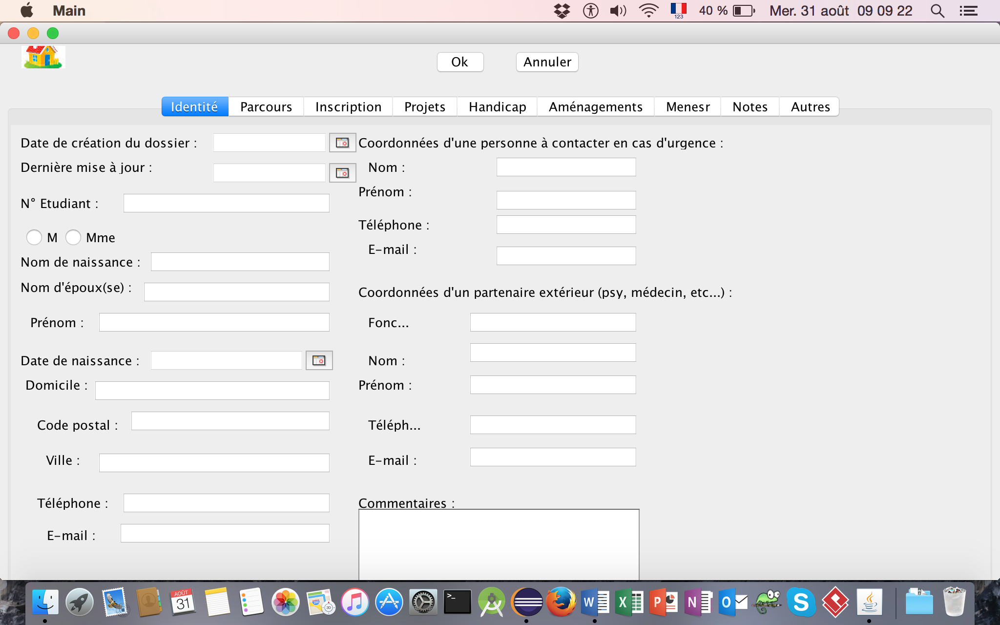 Main 123 40 % Mer. 31 août 09 09 22
Ok Annuler
Identité Parcours Inscription Projets Handicap Aménagements Menesr Notes Autres
Date de création du dossier :
Dernière mise à jour :
N° Etudiant :
M Mme
Nom de naissance :
Nom d'époux(se) :
Prénom :
Date de naissance :
Domicile :
Code postal :
Ville :
Téléphone :
E-mail :
Coordonnées d'une personne à contacter en cas d'urgence :
Nom :
Prénom :
Téléphone :
E-mail :
Coordonnées d'un partenaire extérieur (psy, médecin, etc...) :
Fonc...
Nom :
Prénom :
Téléph...
E-mail :
Commentaires :
AOÛT
31
280
3D
>_
W X P N O S